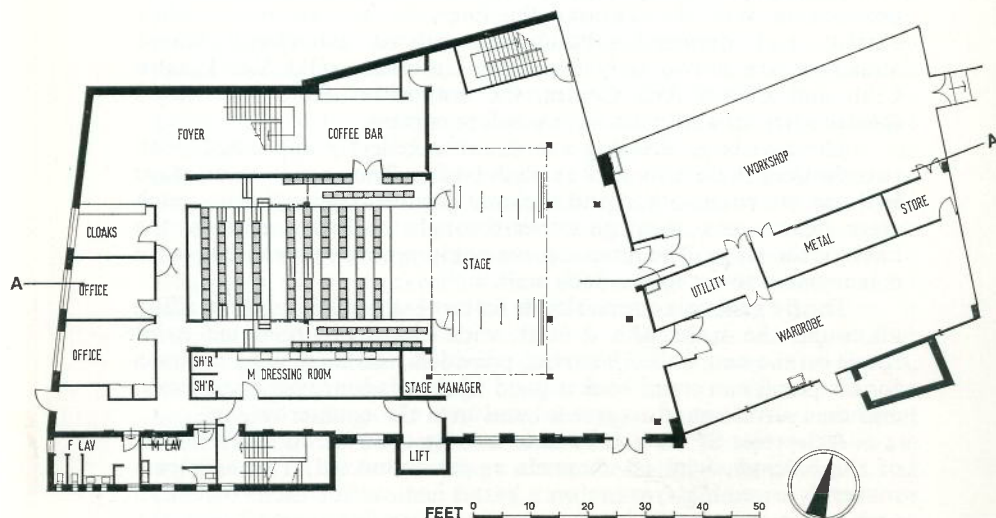 FOYER
COFFEE BAR
WORKSHOP
A
STORE
CLOAKS
METAL
STAGE
UTILITY
A
OFFICE
WARDROBE
OFFICE
SH'R
M DRESSING ROOM
SH'R
STAGE MANAGER
F LAV
M LAV
LIFT
FEET 0 10 20 30 40 50